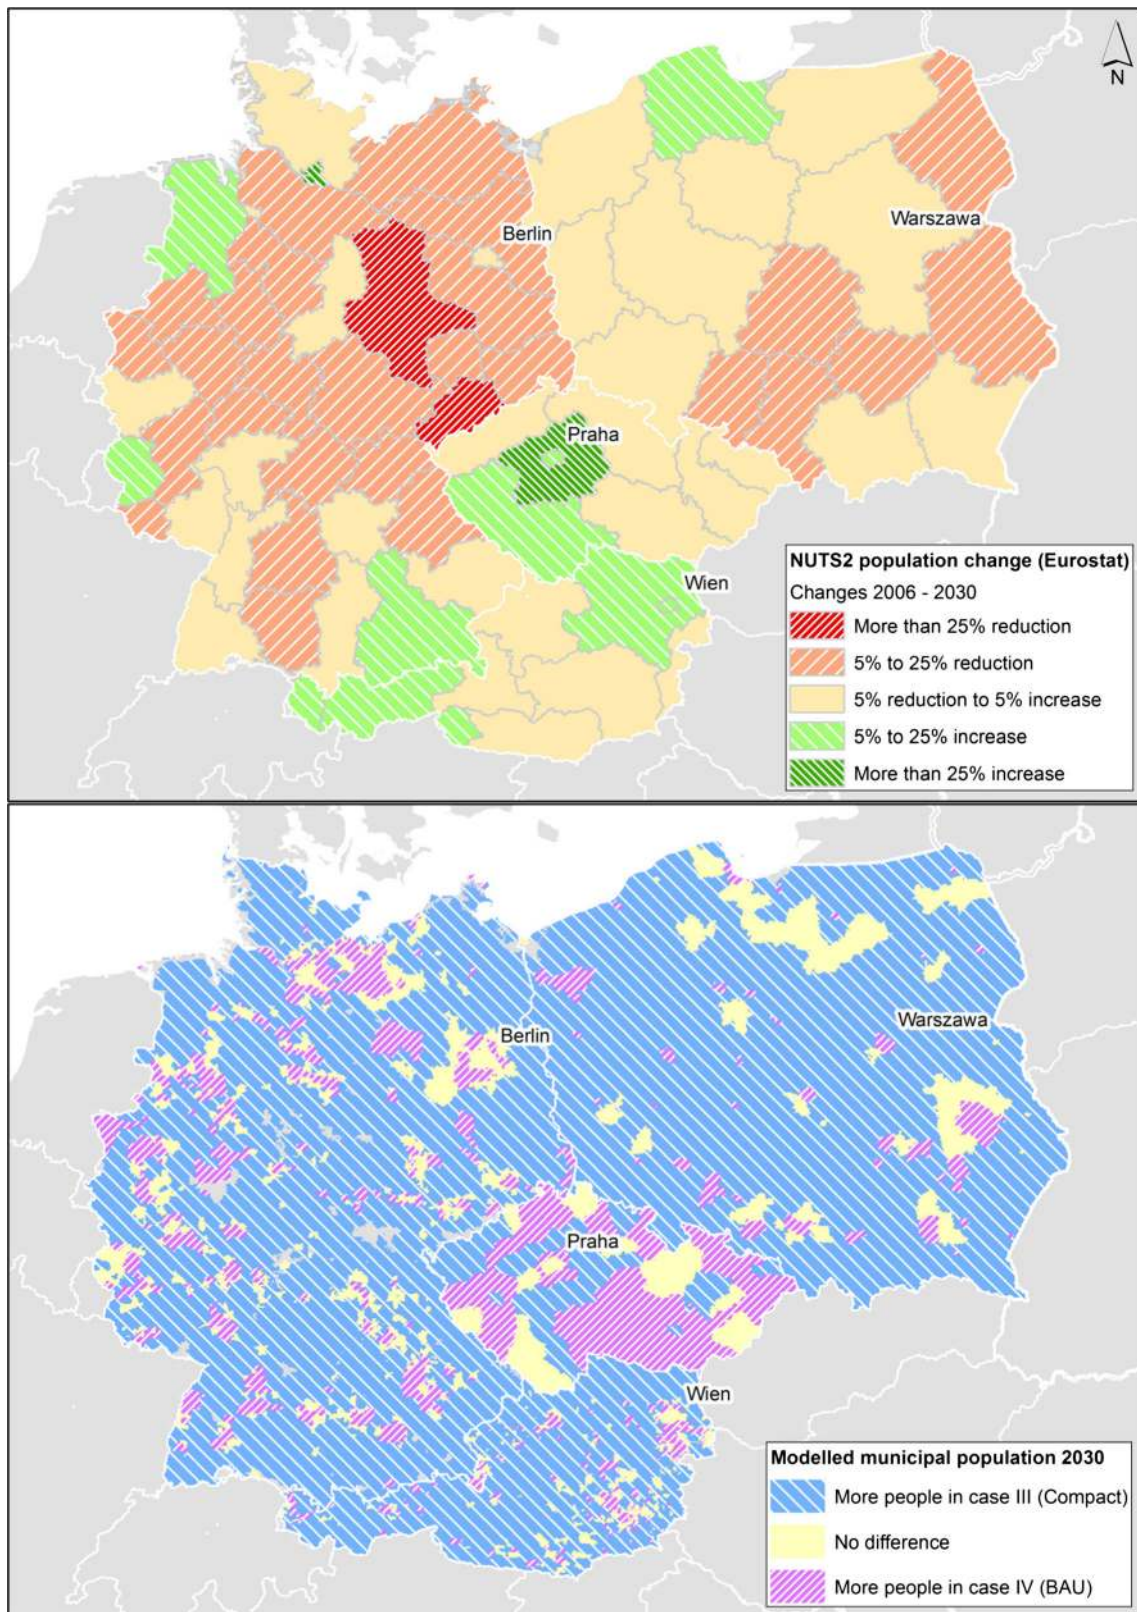 N
Berlin
Warszawa
Praha
Wien
NUTS2 population change (Eurostat)
Changes 2006 - 2030
More than 25% reduction
5% to 25% reduction
5% reduction to 5% increase
5% to 25% increase
More than 25% increase
Berlin
Warszawa
Praha
Wien
Modelled municipal population 2030
More people in case III (Compact)
No difference
More people in case IV (BAU)